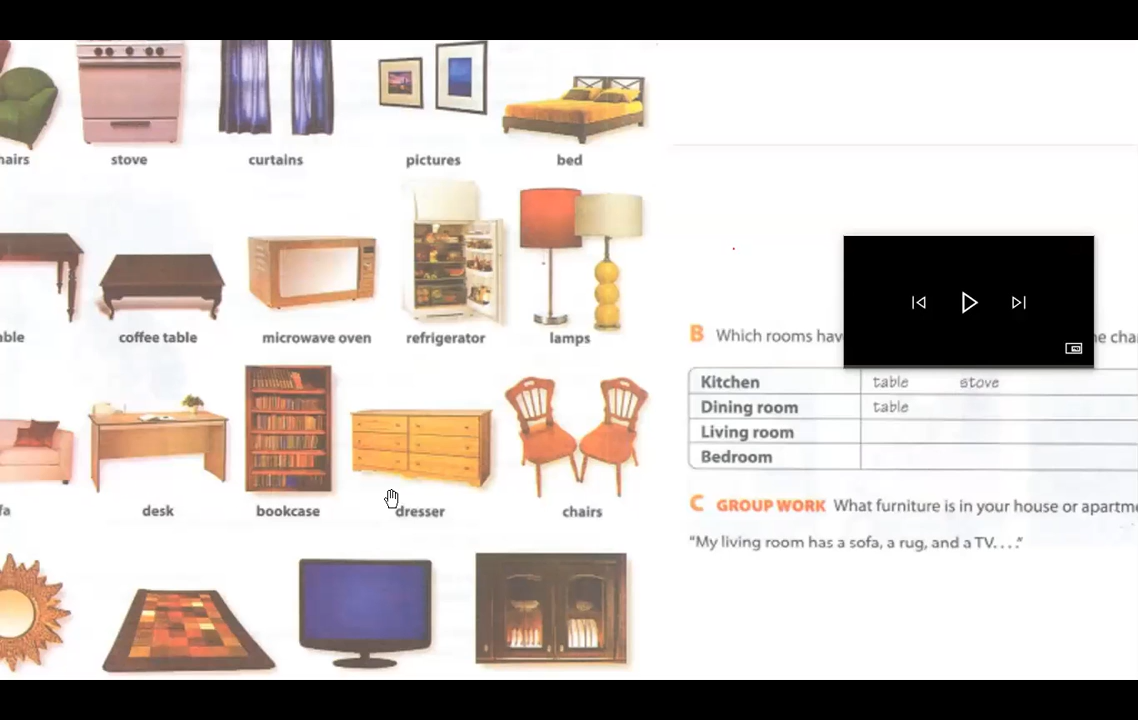 hairs stove curtains pictures bed
ble coffee table microwave oven refrigerator lamps
fa desk bookcase dresser chairs
B Which rooms hav e cha
Kitchen table stove
Dining room table
Living room
Bedroom
C GROUP WORK What furniture is in your house or apartme
“My living room has a sofa, a rug, and a TV. . . .”